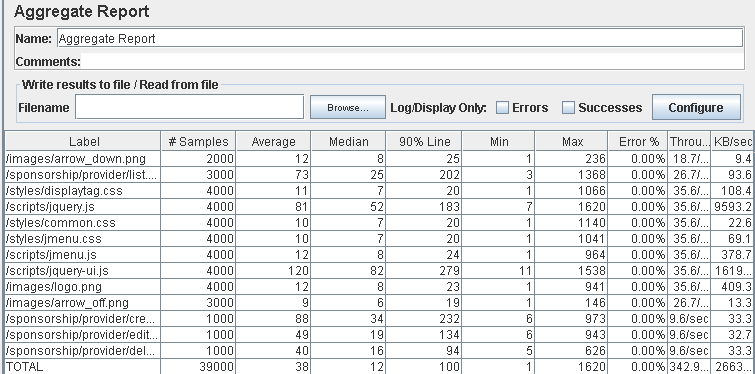 Aggregate Report
Name: Aggregate Report
Comments:
Write results to file / Read from file
Filename Browse... Log/Display Only: Errors Successes Configure
Label # Samples Average Median 90% Line Min Max Error % Throu... KB/sec
/images/arrow_down.png 2000 12 8 25 1 236 0.00% 18.7/... 9.4
/sponsorship/provider/list.... 3000 73 25 202 3 1368 0.00% 26.7/... 93.6
/styles/displaytag.css 4000 11 7 20 1 1066 0.00% 35.6/... 108.4
/scripts/jquery.js 4000 81 52 183 7 1620 0.00% 35.6/... 9593.2
/styles/common.css 4000 10 7 20 1 1140 0.00% 35.6/... 22.6
/styles/jmenu.css 4000 10 7 20 1 1041 0.00% 35.6/... 69.1
/scripts/jmenu.js 4000 12 8 24 1 964 0.00% 35.6/... 378.7
/scripts/jquery-ui.js 4000 120 82 279 11 1538 0.00% 35.6/... 1619...
/images/logo.png 4000 12 8 23 1 941 0.00% 35.6/... 409.3
/images/arrow_off.png 3000 9 6 19 1 146 0.00% 26.7/... 13.3
/sponsorship/provider/cre... 1000 88 34 232 6 973 0.00% 9.6/sec 33.3
/sponsorship/provider/edit... 1000 49 19 134 6 943 0.00% 9.6/sec 32.7
/sponsorship/provider/del... 1000 40 16 94 5 626 0.00% 9.6/sec 33.3
TOTAL 39000 38 12 100 1 1620 0.00% 342.9... 2663...